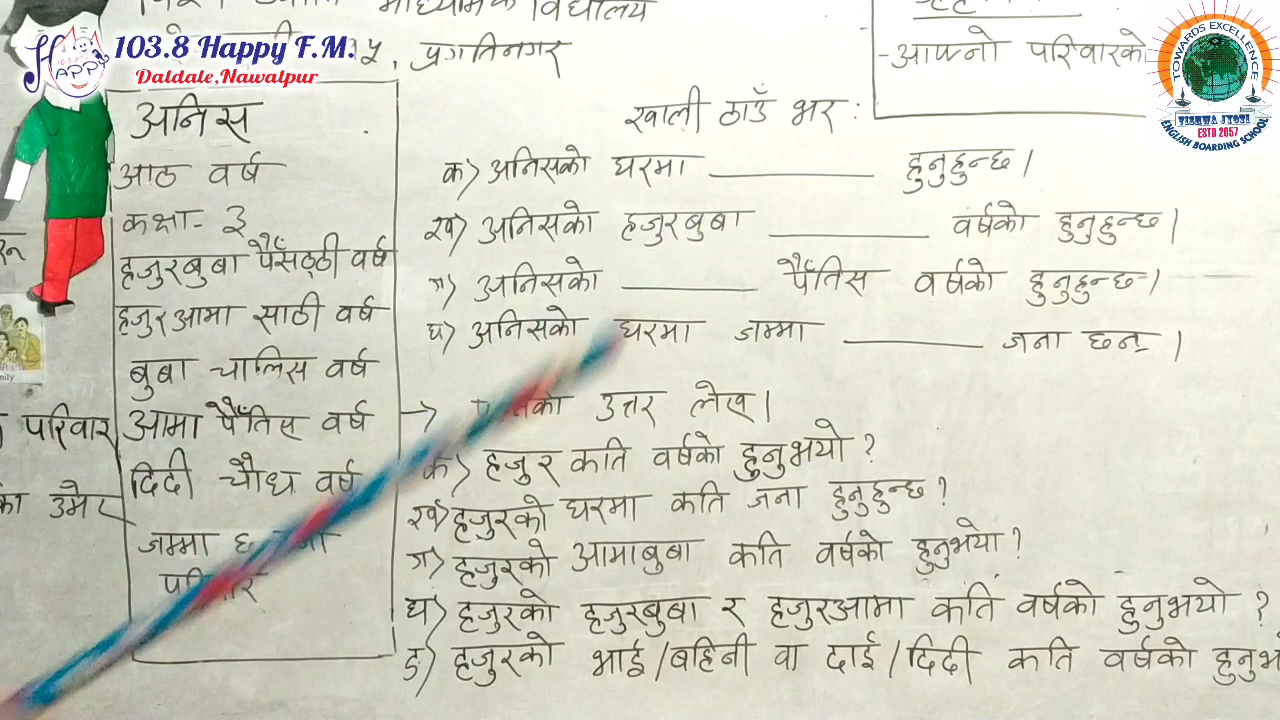 माध्यमिक विद्यालय
103.8 Happy F.M.
Daldale,Nawalpur
HAPPY
५, प्रगतिनगर
-आफ्नो परिवारको
TOWARDS EXCELLENCE
VISHWA JYOTI
ESTD 2057
ENGLISH BOARDING SCHOOL
अनिस
आठ वर्ष
कक्षा- ३
हजुरबुबा पैँसठ्ठी वर्ष
हजुरआमा साठी वर्ष
बुबा चालिस वर्ष
आमा पैँतिस वर्ष
दिदी चौध वर्ष
जम्मा छ
mily
परिवार
उमेर
खाली ठाउँ भर :
क) अनिसको घरमा ________ हुनुहुन्छ।
ख) अनिसको हजुरबुबा ________ वर्षको हुनुहुन्छ।
ग) अनिसको ________ पैँतिस वर्षको हुनुहुन्छ।
घ) अनिसको घरमा जम्मा ________ जना छन्।
उत्तर लेख।
क) हजुर कति वर्षको हुनुभयो ?
ख) हजुरको घरमा कति जना हुनुहुन्छ ?
ग) हजुरको आमाबुबा कति वर्षको हुनुभयो ?
घ) हजुरको हजुरबुबा र हजुरआमा कति वर्षको हुनुभयो ?
ङ) हजुरको भाई/बहिनी वा दाई/दिदी कति वर्षको